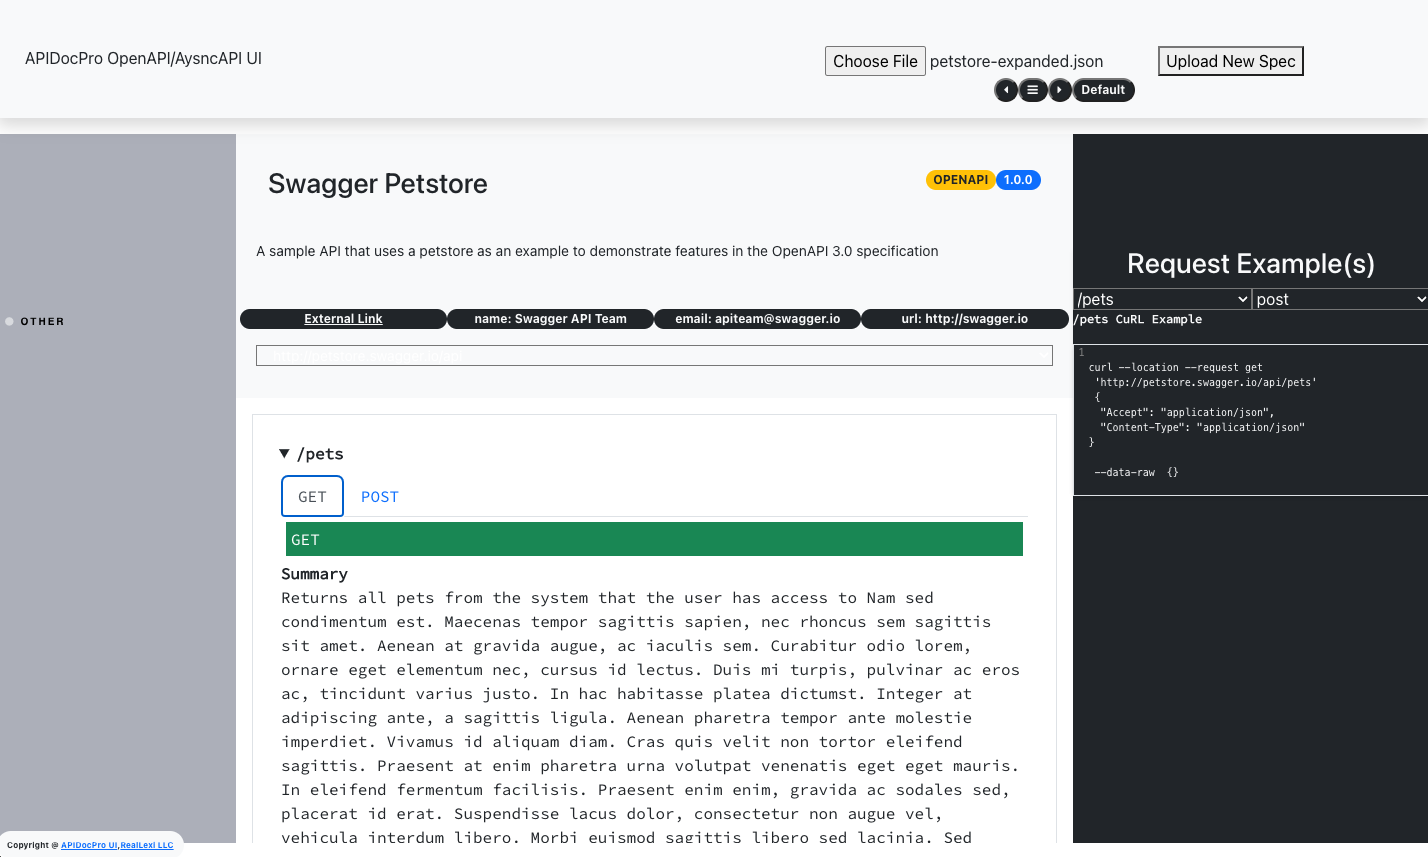 APIDocPro OpenAPI/AysncAPI UI
Choose File petstore-expanded.json
Upload New Spec
Default
Swagger Petstore
OPENAPI 1.0.0
A sample API that uses a petstore as an example to demonstrate features in the OpenAPI 3.0 specification
OTHER
External Link
name: Swagger API Team
email: apiteam@swagger.io
url: http://swagger.io
http://petstore.swagger.io/api
/pets
GET POST
GET
Summary
Returns all pets from the system that the user has access to Nam sed
condimentum est. Maecenas tempor sagittis sapien, nec rhoncus sem sagittis
sit amet. Aenean at gravida augue, ac iaculis sem. Curabitur odio lorem,
ornare eget elementum nec, cursus id lectus. Duis mi turpis, pulvinar ac eros
ac, tincidunt varius justo. In hac habitasse platea dictumst. Integer at
adipiscing ante, a sagittis ligula. Aenean pharetra tempor ante molestie
imperdiet. Vivamus id aliquam diam. Cras quis velit non tortor eleifend
sagittis. Praesent at enim pharetra urna volutpat venenatis eget eget mauris.
In eleifend fermentum facilisis. Praesent enim enim, gravida ac sodales sed,
placerat id erat. Suspendisse lacus dolor, consectetur non augue vel,
vehicula interdum libero. Morbi euismod sagittis libero sed lacinia. Sed
Request Example(s)
/pets post
/pets CuRL Example
1
curl --location --request get
'http://petstore.swagger.io/api/pets'
{
"Accept": "application/json",
"Content-Type": "application/json"
}
--data-raw {}
Copyright @ APIDocPro UI,RealLexi LLC